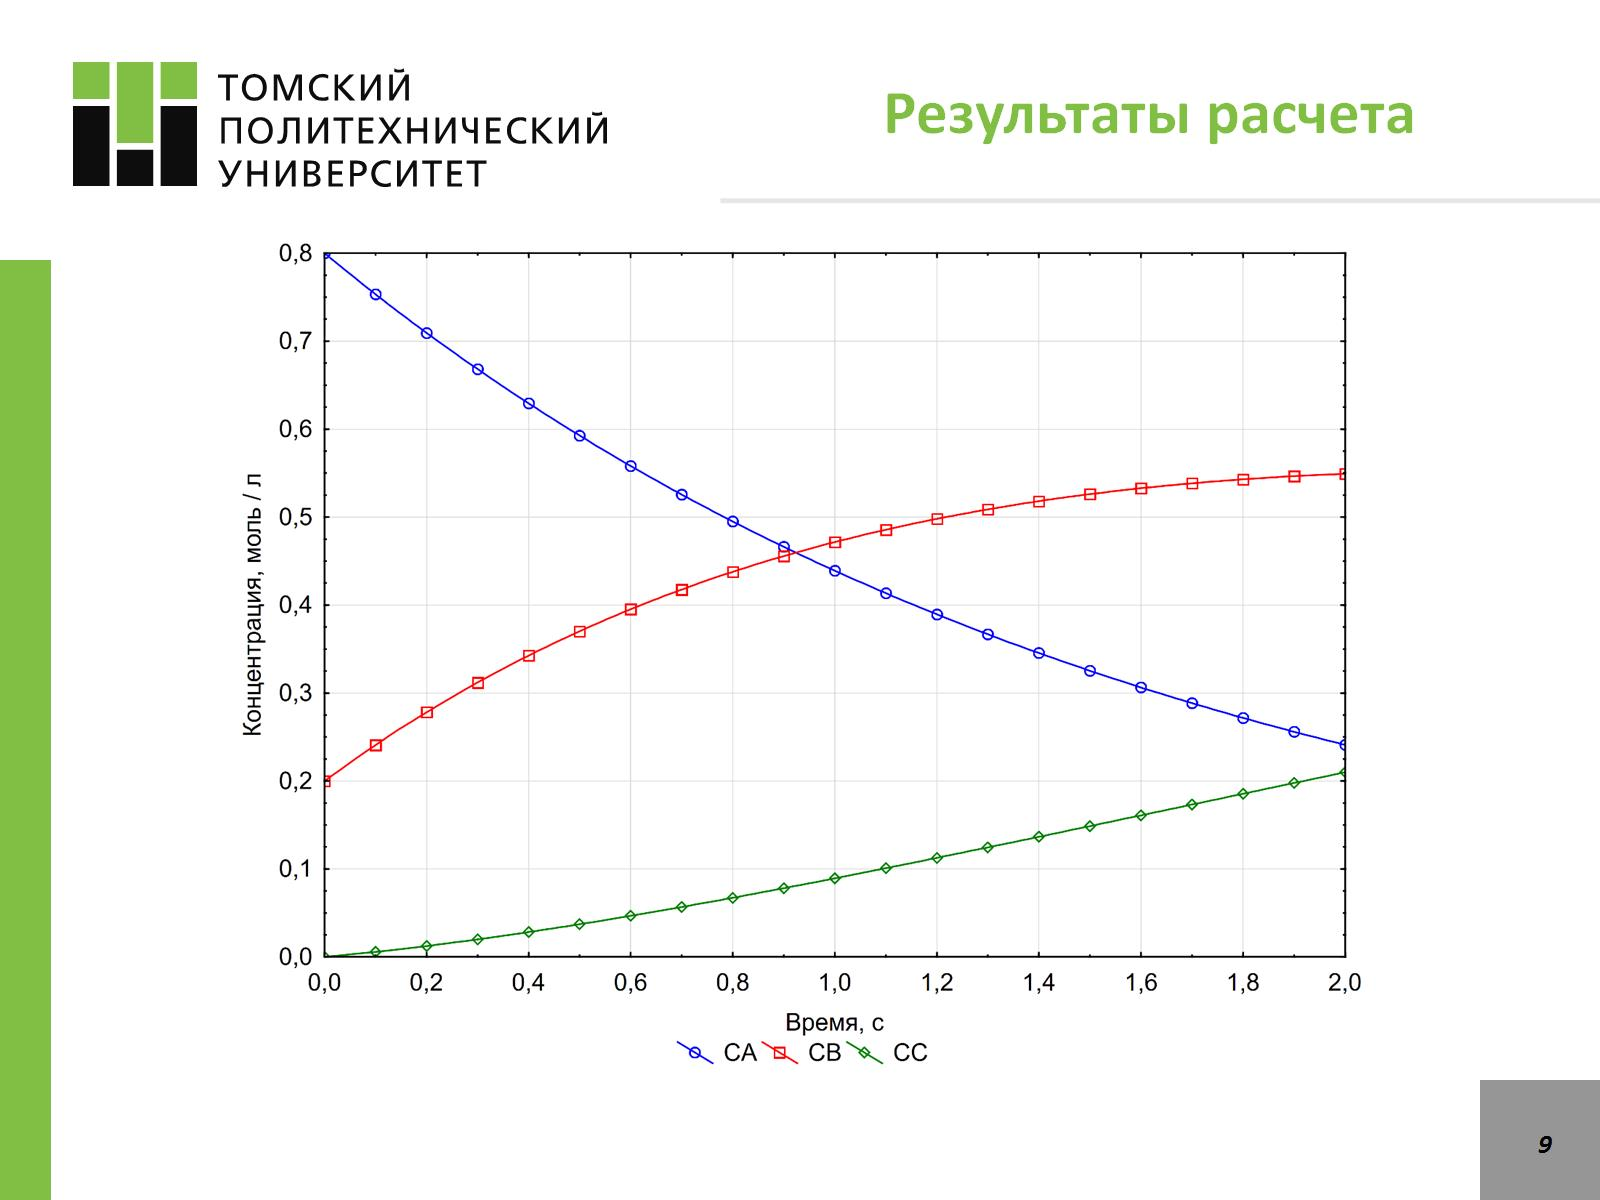 ТОМСКИЙ
ПОЛИТЕХНИЧЕСКИЙ
УНИВЕРСИТЕТ
Результаты расчета
0,8
0,7
0,6
0,5
0,4
0,3
0,2
0,1
0,0
Концентрация, моль / л
0,0 0,2 0,4 0,6 0,8 1,0 1,2 1,4 1,6 1,8 2,0
Время, с
CA CB CC
9